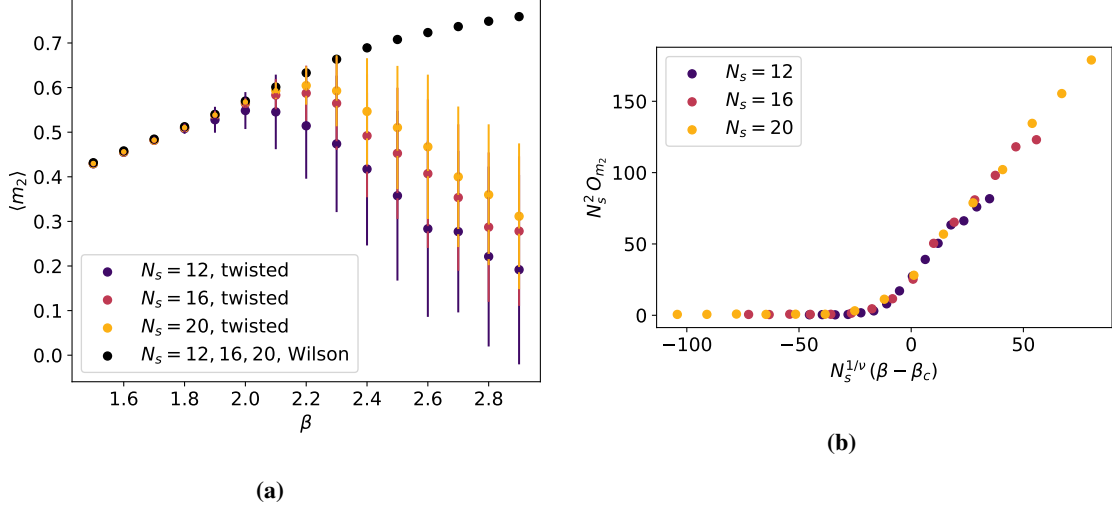 0.7
0.6
0.5
0.4
0.3
0.2
0.1
0.0
⟨m₂⟩
N_s = 12, twisted
N_s = 16, twisted
N_s = 20, twisted
N_s = 12, 16, 20, Wilson
1.6 1.8 2.0 2.2 2.4 2.6 2.8
β
(a)
N_s = 12
N_s = 16
N_s = 20
150
100
50
0
N_s^2 O_{m_2}
−100 −50 0 50
N_s^{1/ν}(β − β_c)
(b)